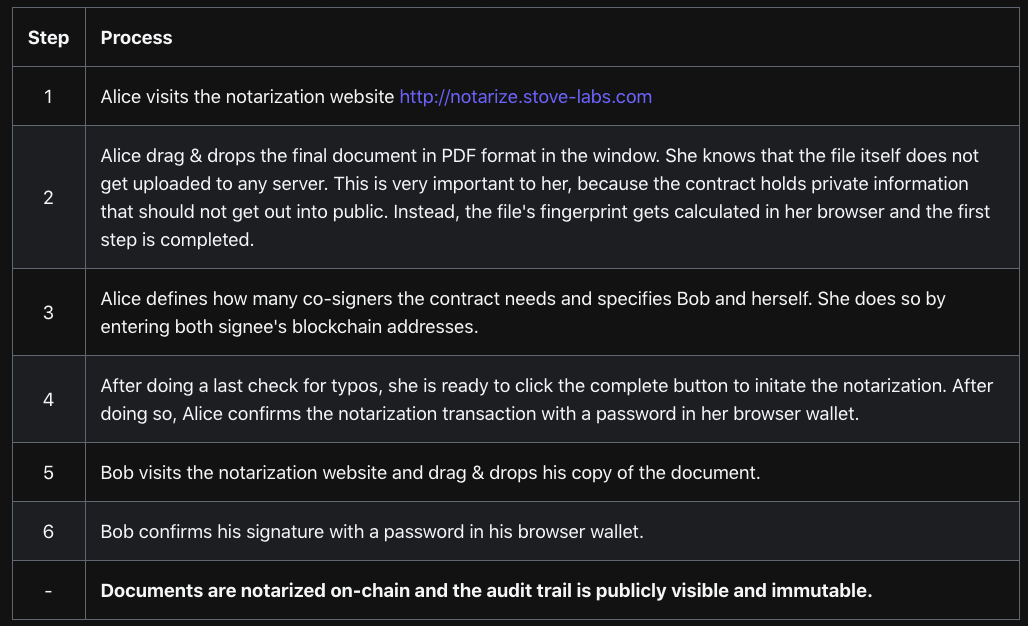 Step Process
1 Alice visits the notarization website http://notarize.stove-labs.com
Alice drag & drops the final document in PDF format in the window. She knows that the file itself does not
get uploaded to any server. This is very important to her, because the contract holds private information
2
that should not get out into public. Instead, the file's fingerprint gets calculated in her browser and the first
step is completed.
Alice defines how many co-signers the contract needs and specifies Bob and herself. She does so by
3
entering both signee's blockchain addresses.
After doing a last check for typos, she is ready to click the complete button to initate the notarization. After
4
doing so, Alice confirms the notarization transaction with a password in her browser wallet.
5 Bob visits the notarization website and drag & drops his copy of the document.
6 Bob confirms his signature with a password in his browser wallet.
- Documents are notarized on-chain and the audit trail is publicly visible and immutable.